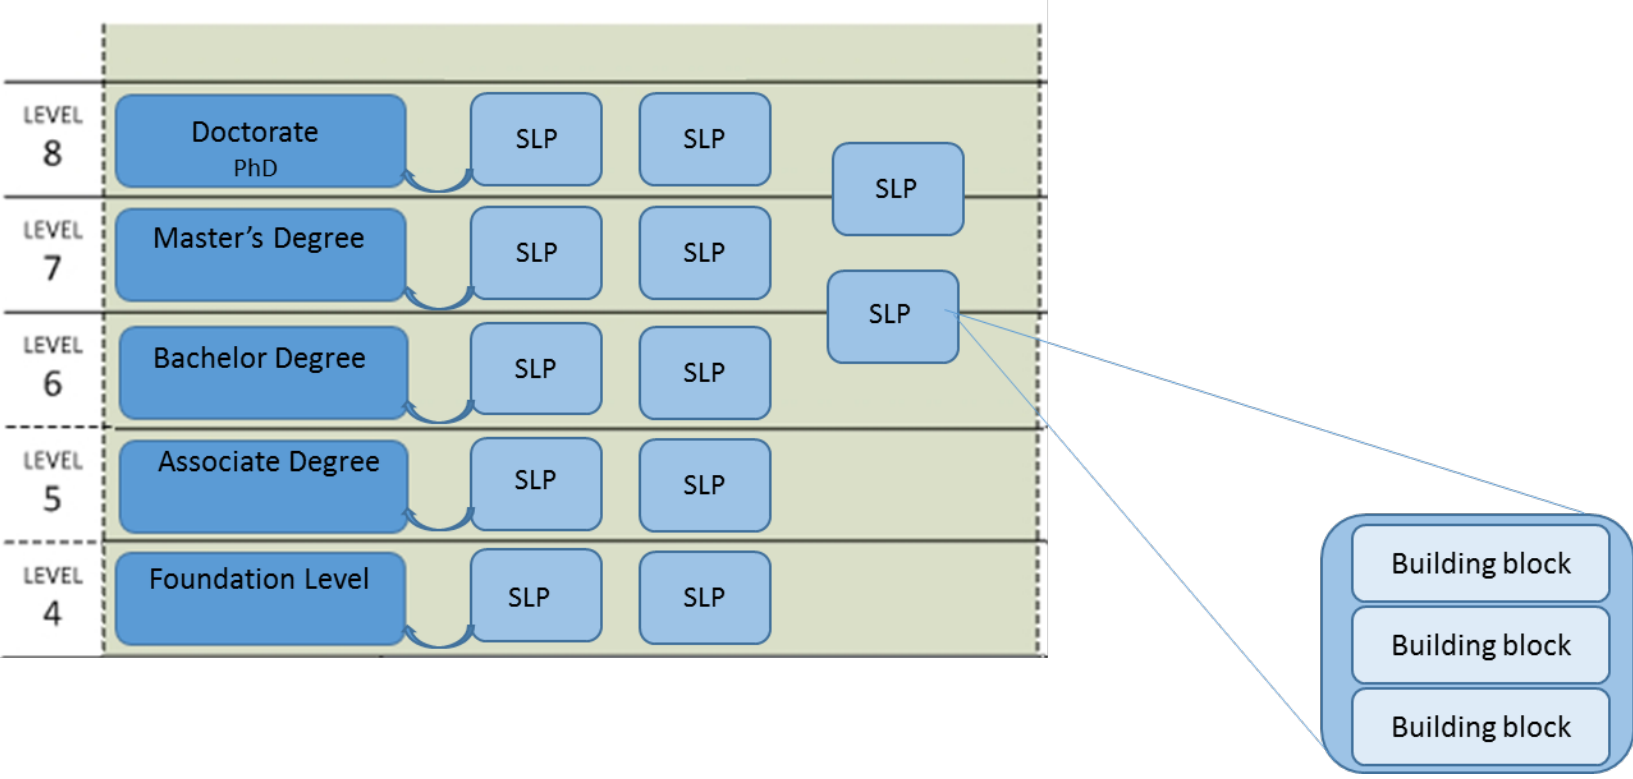 LEVEL
8
Doctorate
PhD
SLP
SLP
SLP
LEVEL
7
Master’s Degree
SLP
SLP
SLP
LEVEL
6
Bachelor Degree
SLP
SLP
LEVEL
5
Associate Degree
SLP
SLP
LEVEL
4
Foundation Level
SLP
SLP
Building block
Building block
Building block